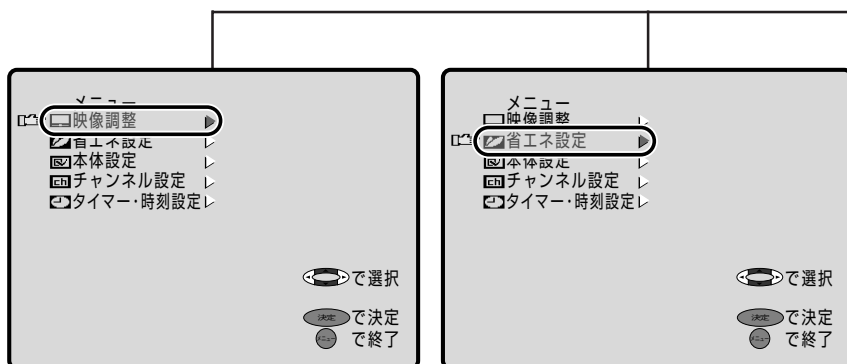 メニュー
映像調整
省エネ設定
本体設定
ch チャンネル設定
タイマー・時刻設定
で選択
決定 で決定
メニュー で終了
メニュー
映像調整
省エネ設定
本体設定
ch チャンネル設定
タイマー・時刻設定
で選択
決定 で決定
メニュー で終了